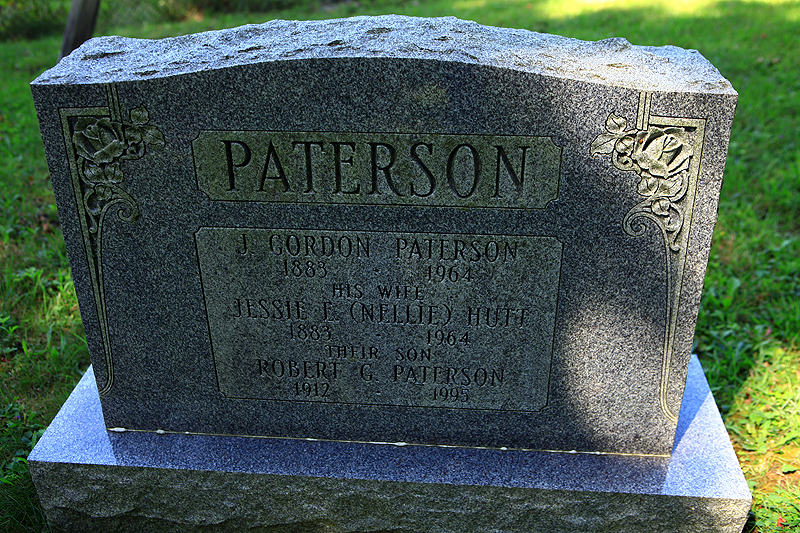 PATERSON
J. GORDON PATERSON
1883 - 1964
HIS WIFE
JESSIE E. (NELLIE) HUFF
1883 - 1964
THEIR SON
ROBERT G. PATERSON
1912 - 1995